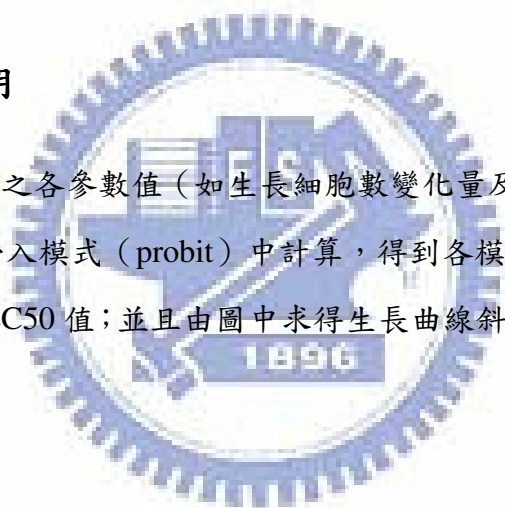 明
之各參數值（如生長細胞數變化量及
入模式（probit）中計算，得到各模
C50 值；並且由圖中求得生長曲線斜
E S
1896